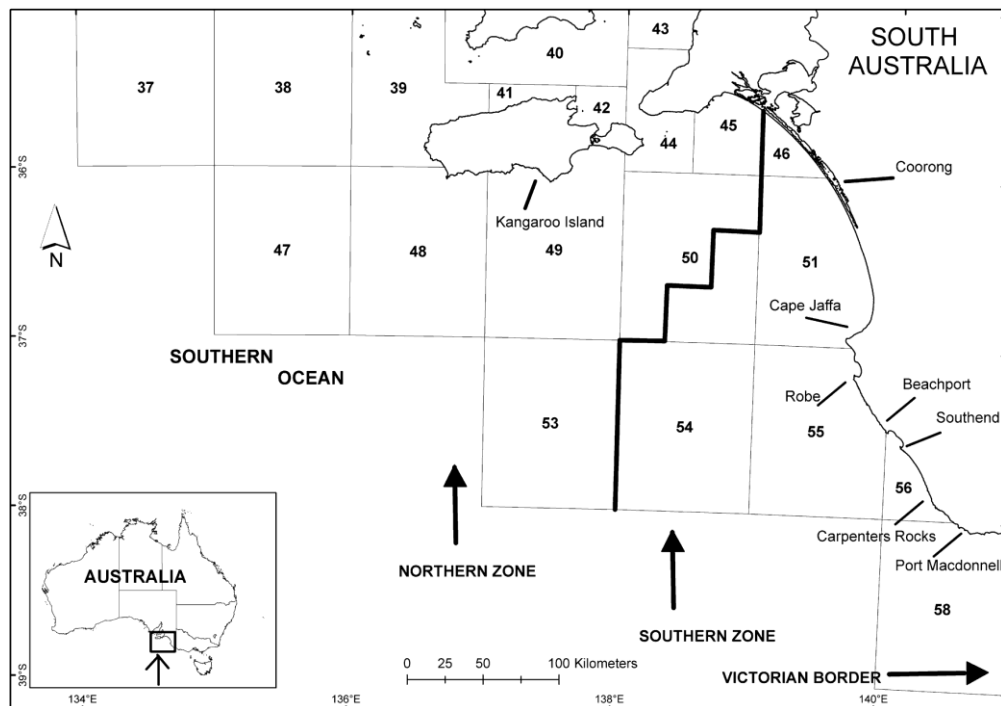 43
SOUTH
AUSTRALIA
40
37
38
39
41
42
45
44
46
36°S
Coorong
Kangaroo Island
N
47
48
49
50
51
Cape Jaffa
37°S
SOUTHERN
OCEAN
Robe
Beachport
Southend
53
54
55
56
38°S
Carpenters Rocks
Port Macdonnell
NORTHERN ZONE
AUSTRALIA
58
SOUTHERN ZONE
0 25 50 100 Kilometers
VICTORIAN BORDER
39°S
134°E
136°E
138°E
140°E